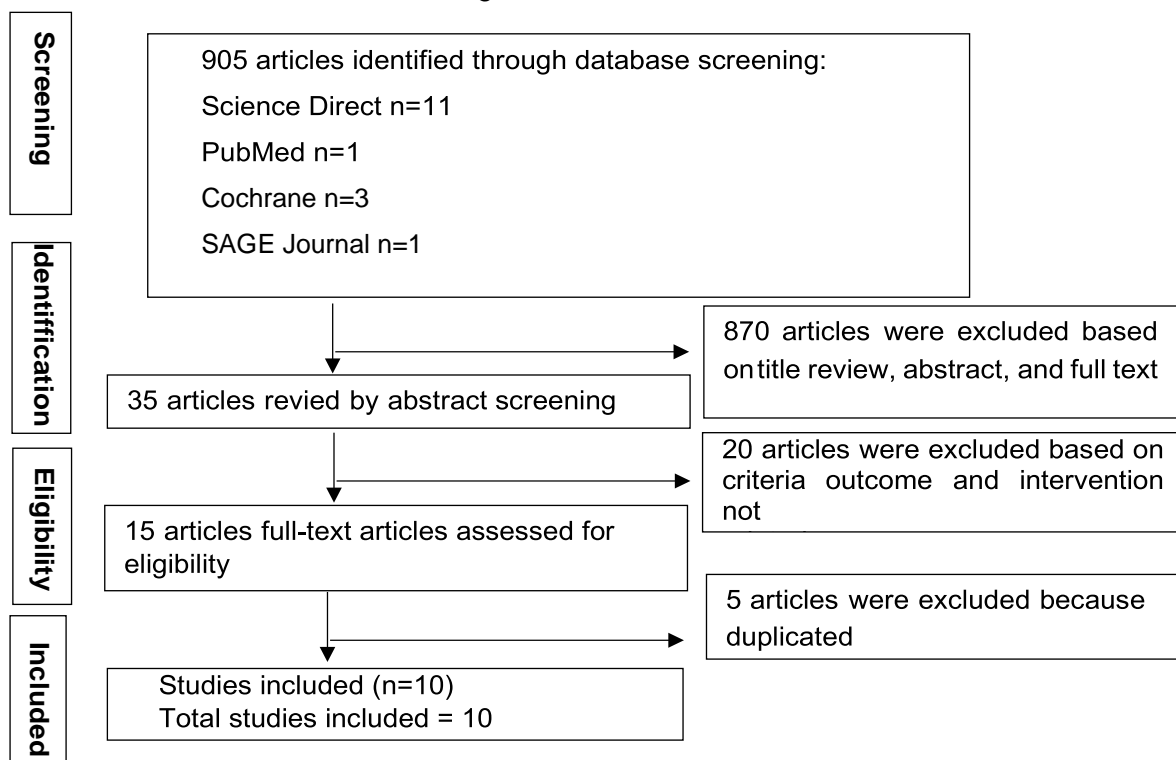 Screening
905 articles identified through database screening:
Science Direct n=11
PubMed n=1
Cochrane n=3
SAGE Journal n=1
Identiffication
870 articles were excluded based
on title review, abstract, and full text
35 articles revied by abstract screening
Eligibility
20 articles were excluded based on
criteria outcome and intervention
not
15 articles full-text articles assessed for
eligibility
5 articles were excluded because
duplicated
Included
Studies included (n=10)
Total studies included = 10